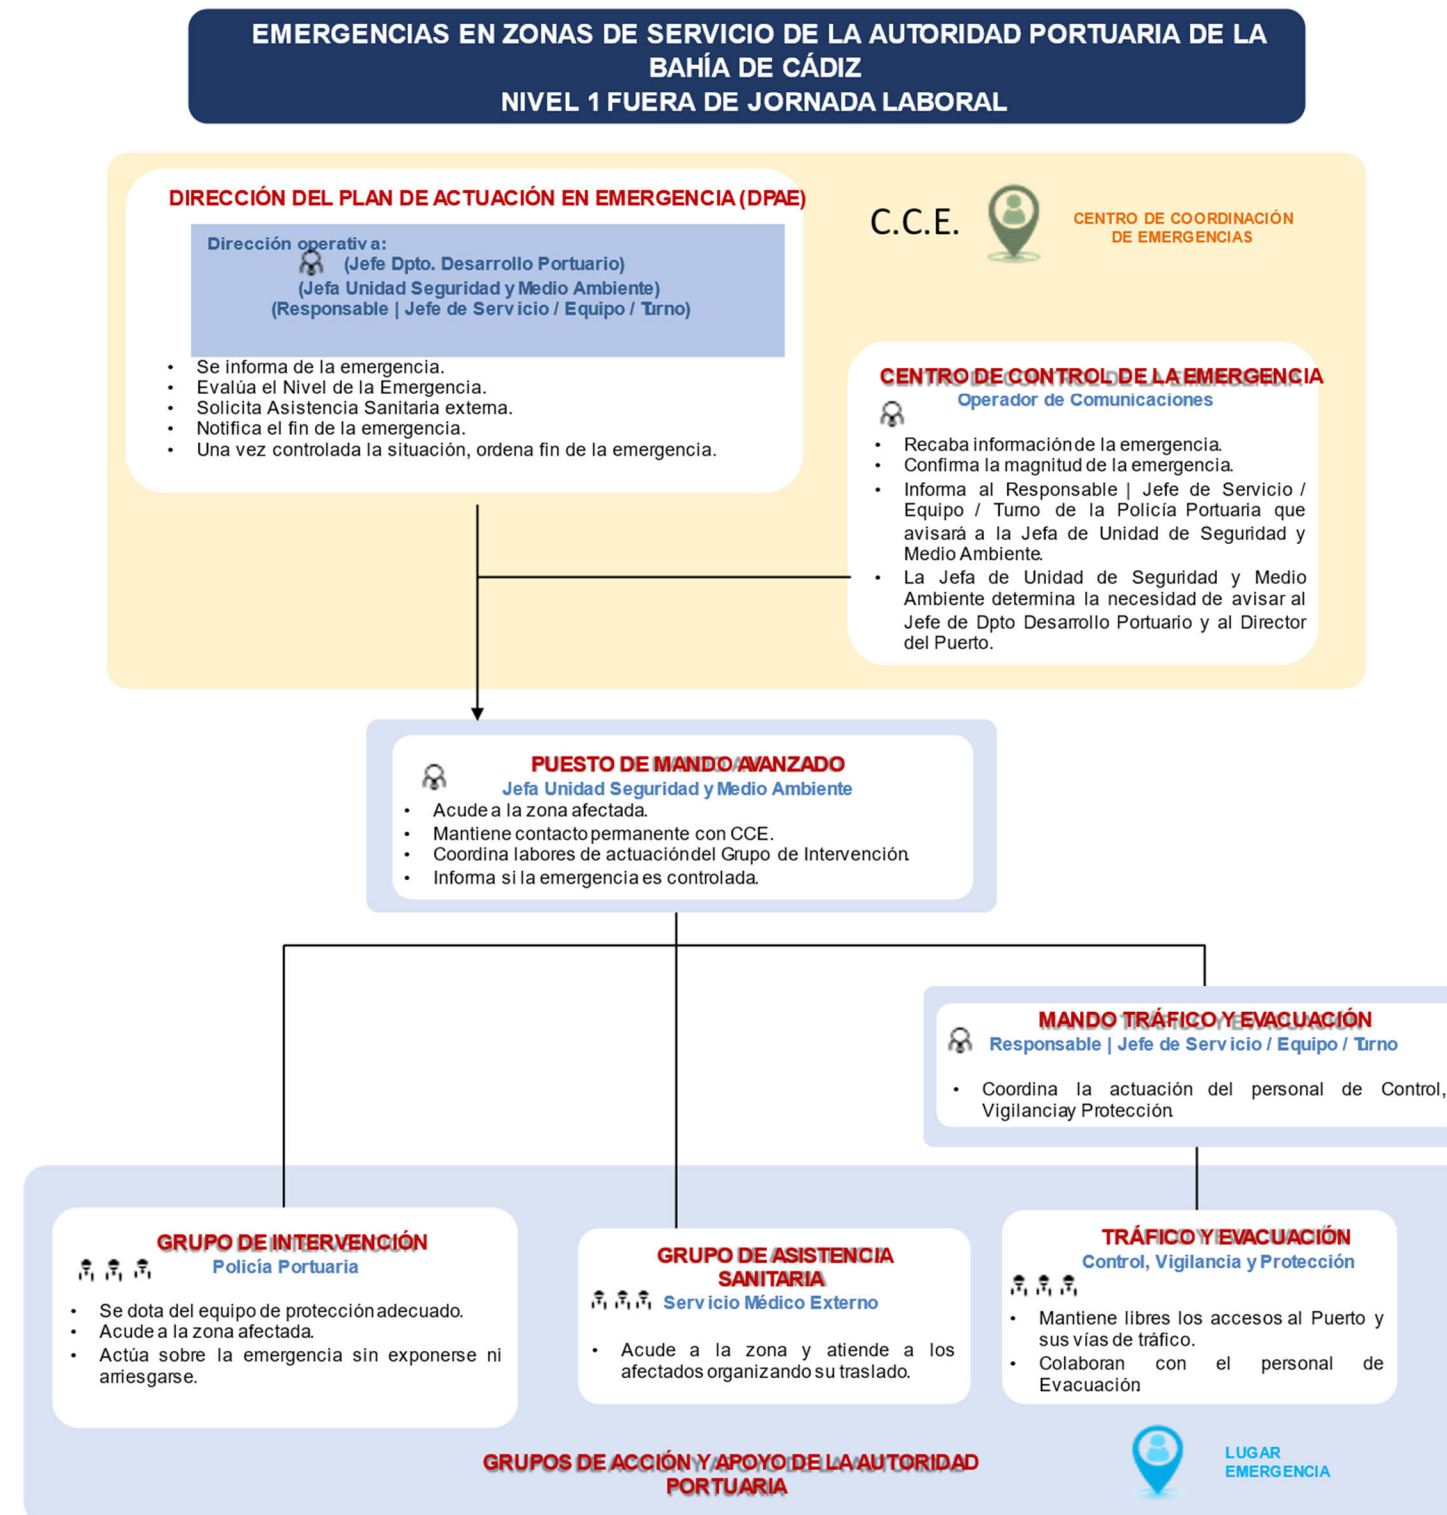 EMERGENCIAS EN ZONAS DE SERVICIO DE LA AUTORIDAD PORTUARIA DE LA
BAHÍA DE CÁDIZ
NIVEL 1 FUERA DE JORNADA LABORAL
DIRECCIÓN DEL PLAN DE ACTUACIÓN EN EMERGENCIA (DPAE)
Dirección operativa:
(Jefe Dpto. Desarrollo Portuario)
(Jefa Unidad Seguridad y Medio Ambiente)
(Responsable | Jefe de Servicio / Equipo / Turno)
• Se informa de la emergencia.
• Evalúa el Nivel de la Emergencia.
• Solicita Asistencia Sanitaria externa.
• Notifica el fin de la emergencia.
• Una vez controlada la situación, ordena fin de la emergencia.
C.C.E.
CENTRO DE COORDINACIÓN
DE EMERGENCIAS
CENTRO DE CONTROL DE LA EMERGENCIA
Operador de Comunicaciones
• Recaba información de la emergencia.
• Confirma la magnitud de la emergencia.
• Informa al Responsable | Jefe de Servicio /
Equipo / Turno de la Policía Portuaria que
avisará a la Jefa de Unidad de Seguridad y
Medio Ambiente.
• La Jefa de Unidad de Seguridad y Medio
Ambiente determina la necesidad de avisar al
Jefe de Dpto Desarrollo Portuario y al Director
del Puerto.
PUESTO DE MANDO AVANZADO
Jefa Unidad Seguridad y Medio Ambiente
• Acude a la zona afectada.
• Mantiene contacto permanente con CCE.
• Coordina labores de actuación del Grupo de Intervención.
• Informa si la emergencia es controlada.
MANDO TRÁFICO Y EVACUACIÓN
Responsable | Jefe de Servicio / Equipo / Turno
• Coordina la actuación del personal de Control,
Vigilancia y Protección.
GRUPO DE INTERVENCIÓN
Policía Portuaria
• Se dota del equipo de protección adecuado.
• Acude a la zona afectada.
• Actúa sobre la emergencia sin exponerse ni
arriesgarse.
GRUPO DE ASISTENCIA
SANITARIA
Servicio Médico Externo
• Acude a la zona y atiende a los
afectados organizando su traslado.
TRÁFICO Y EVACUACIÓN
Control, Vigilancia y Protección
• Mantiene libres los accesos al Puerto y
sus vías de tráfico.
• Colaboran con el personal de
Evacuación.
GRUPOS DE ACCIÓN Y APOYO DE LA AUTORIDAD
PORTUARIA
LUGAR
EMERGENCIA